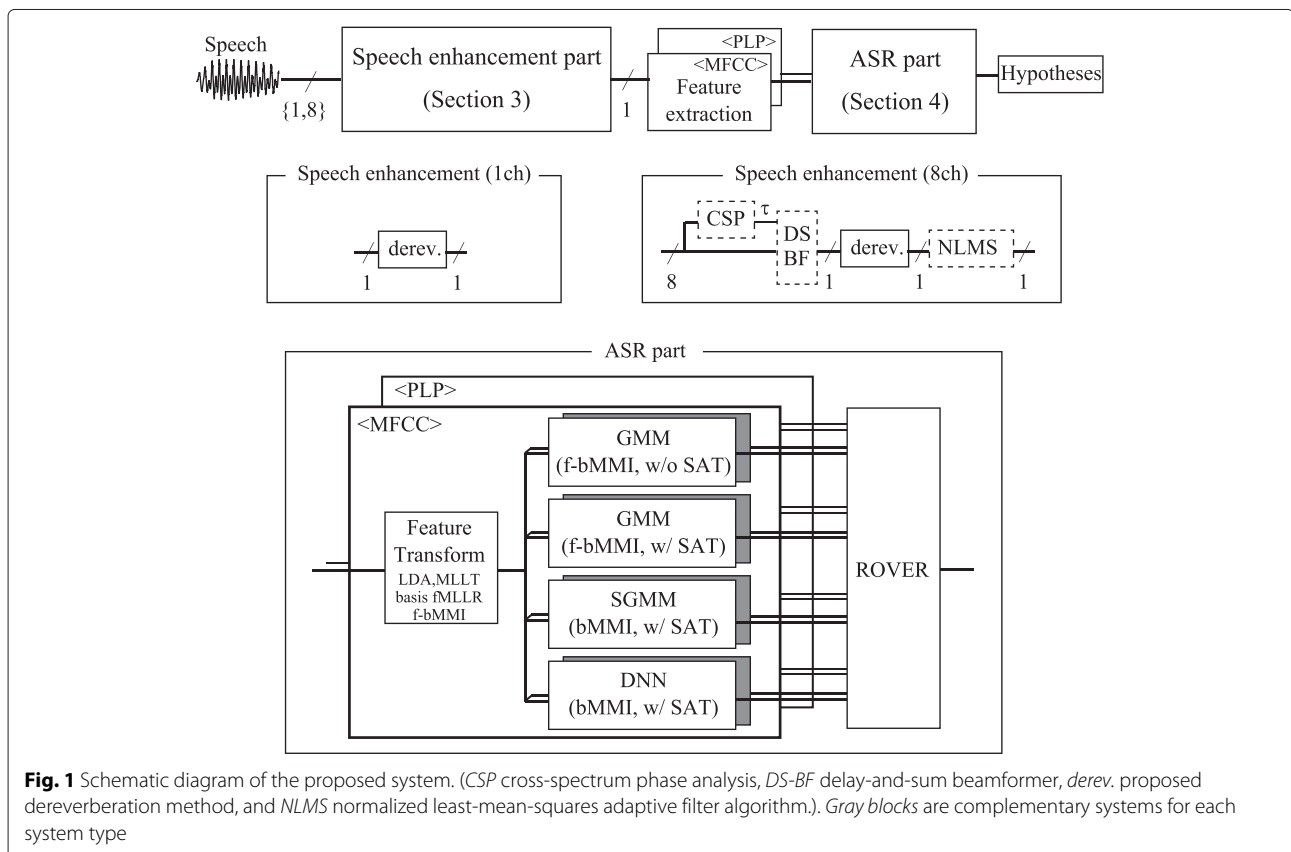 Speech
{1,8}
Speech enhancement part
(Section 3)
1
<PLP>
<MFCC>
Feature
extraction
ASR part
(Section 4)
Hypotheses
Speech enhancement (1ch)
derev.
1
1
Speech enhancement (8ch)
CSP
τ
DS
BF
derev.
NLMS
8
1
1
1
ASR part
<PLP>
<MFCC>
Feature
Transform
LDA,MLLT
basis fMLLR
f-bMMI
GMM
(f-bMMI, w/o SAT)
GMM
(f-bMMI, w/ SAT)
SGMM
(bMMI, w/ SAT)
DNN
(bMMI, w/ SAT)
ROVER
Fig. 1 Schematic diagram of the proposed system. (CSP cross-spectrum phase analysis, DS-BF delay-and-sum beamformer, derev. proposed
dereverberation method, and NLMS normalized least-mean-squares adaptive filter algorithm.). Gray blocks are complementary systems for each
system type